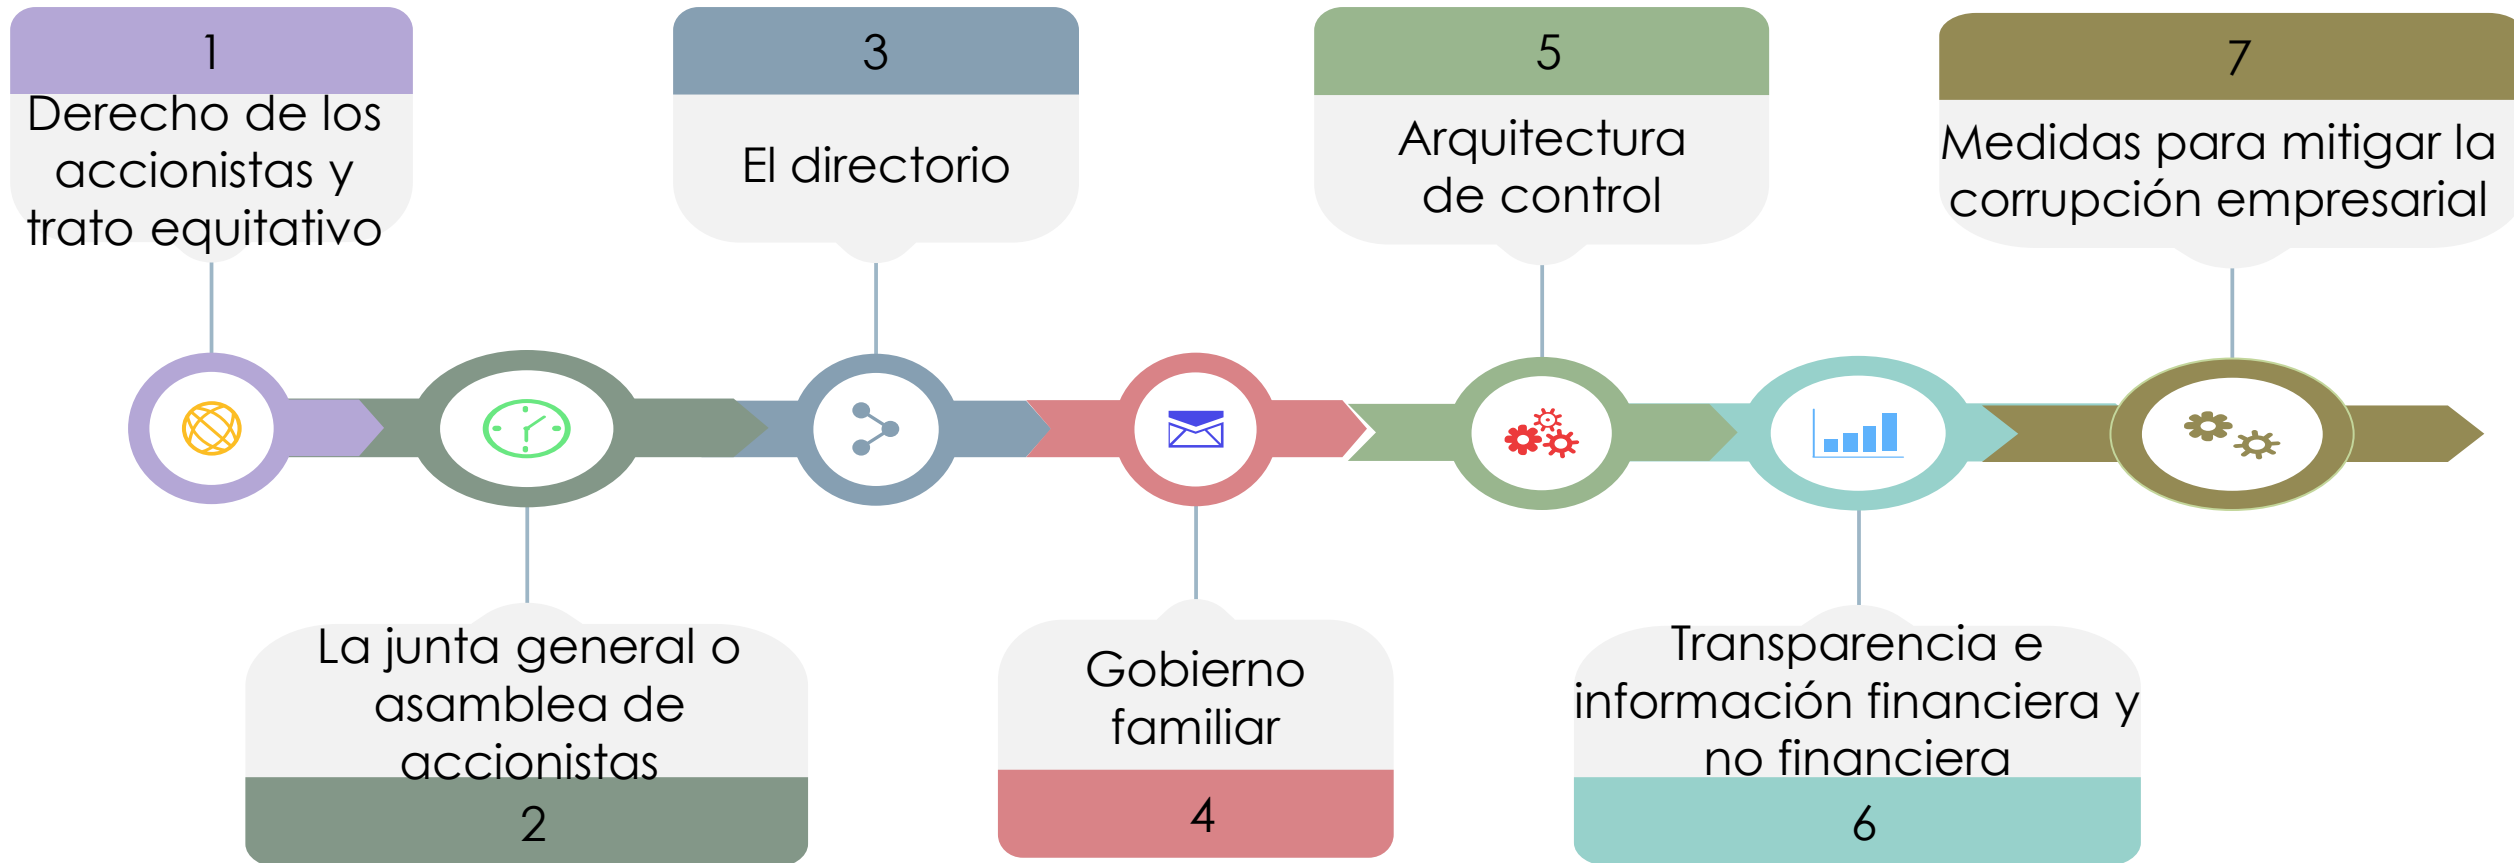 1
Derecho de los
accionistas y
trato equitativo
La junta general o
asamblea de
accionistas
2
3
El directorio
Gobierno
familiar
4
5
Arquitectura
de control
Transparencia e
información financiera y
no financiera
6
7
Medidas para mitigar la
corrupción empresarial